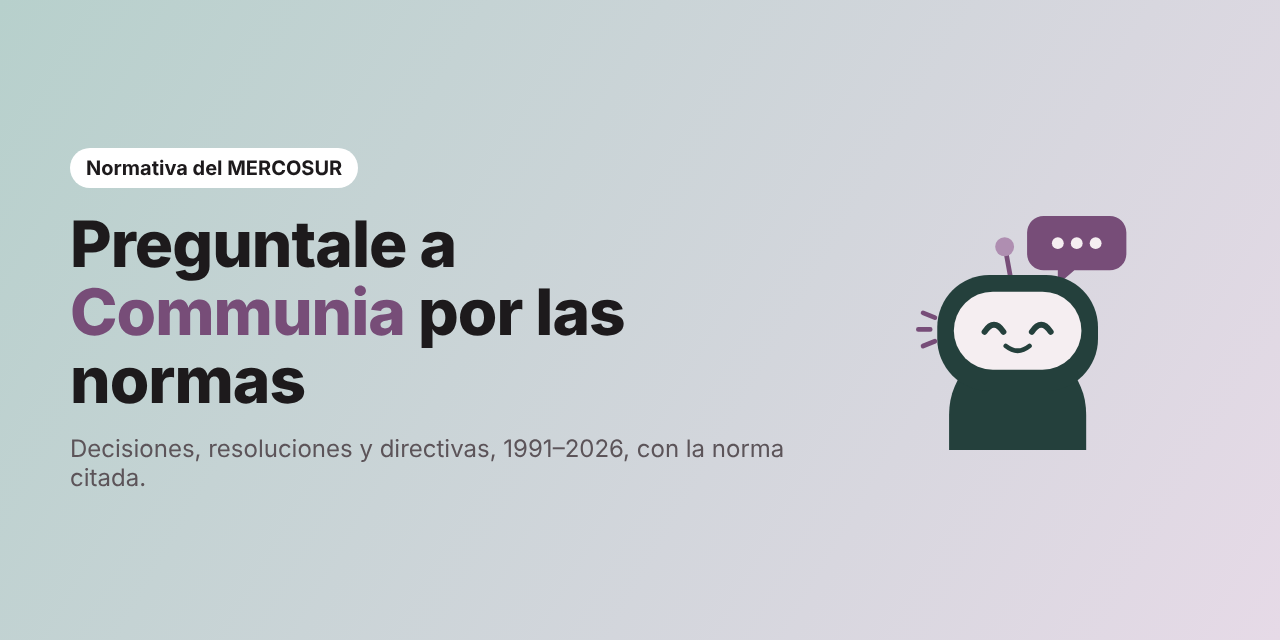 Normativa del MERCOSUR
Preguntale a
Communia por las
normas
Decisiones, resoluciones y directivas, 1991–2026, con la norma
citada.